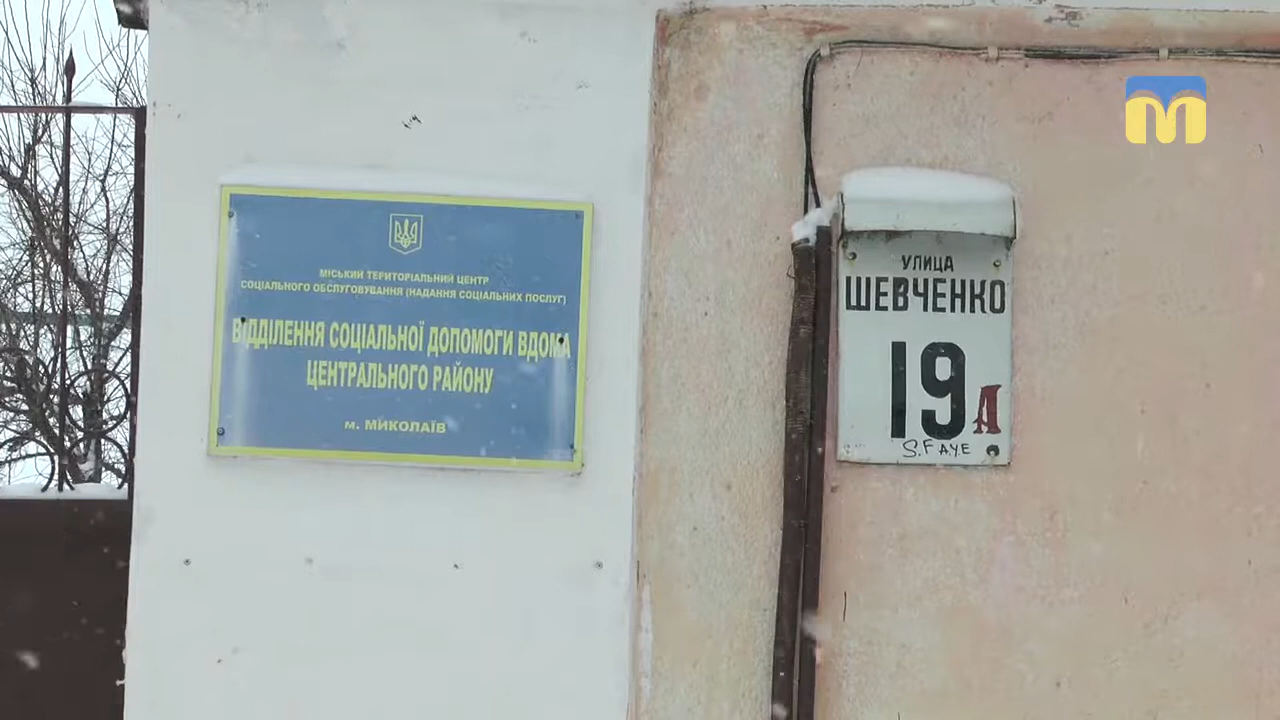 МІСЬКИЙ ТЕРИТОРІАЛЬНИЙ ЦЕНТР
СОЦІАЛЬНОГО ОБСЛУГОВУВАННЯ (НАДАННЯ СОЦІАЛЬНИХ ПОСЛУГ)
ВІДДІЛЕННЯ СОЦІАЛЬНОЇ ДОПОМОГИ ВДОМА
ЦЕНТРАЛЬНОГО РАЙОНУ
м. МИКОЛАЇВ
УЛИЦА
ШЕВЧЕНКО
19А
S.FAYE